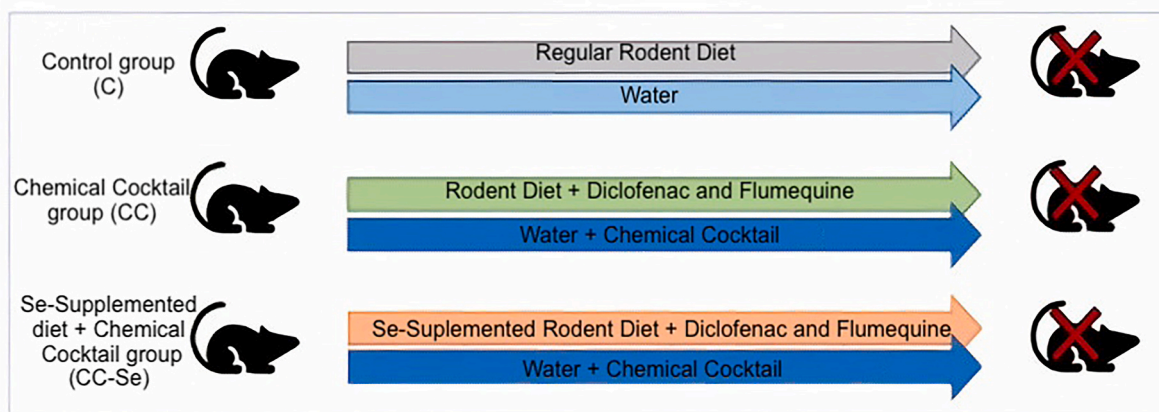 Control group
(C)
Regular Rodent Diet
Water
Chemical Cocktail
group (CC)
Rodent Diet + Diclofenac and Flumequine
Water + Chemical Cocktail
Se-Supplemented
diet + Chemical
Cocktail group
(CC-Se)
Se-Suplemented Rodent Diet + Diclofenac and Flumequine
Water + Chemical Cocktail